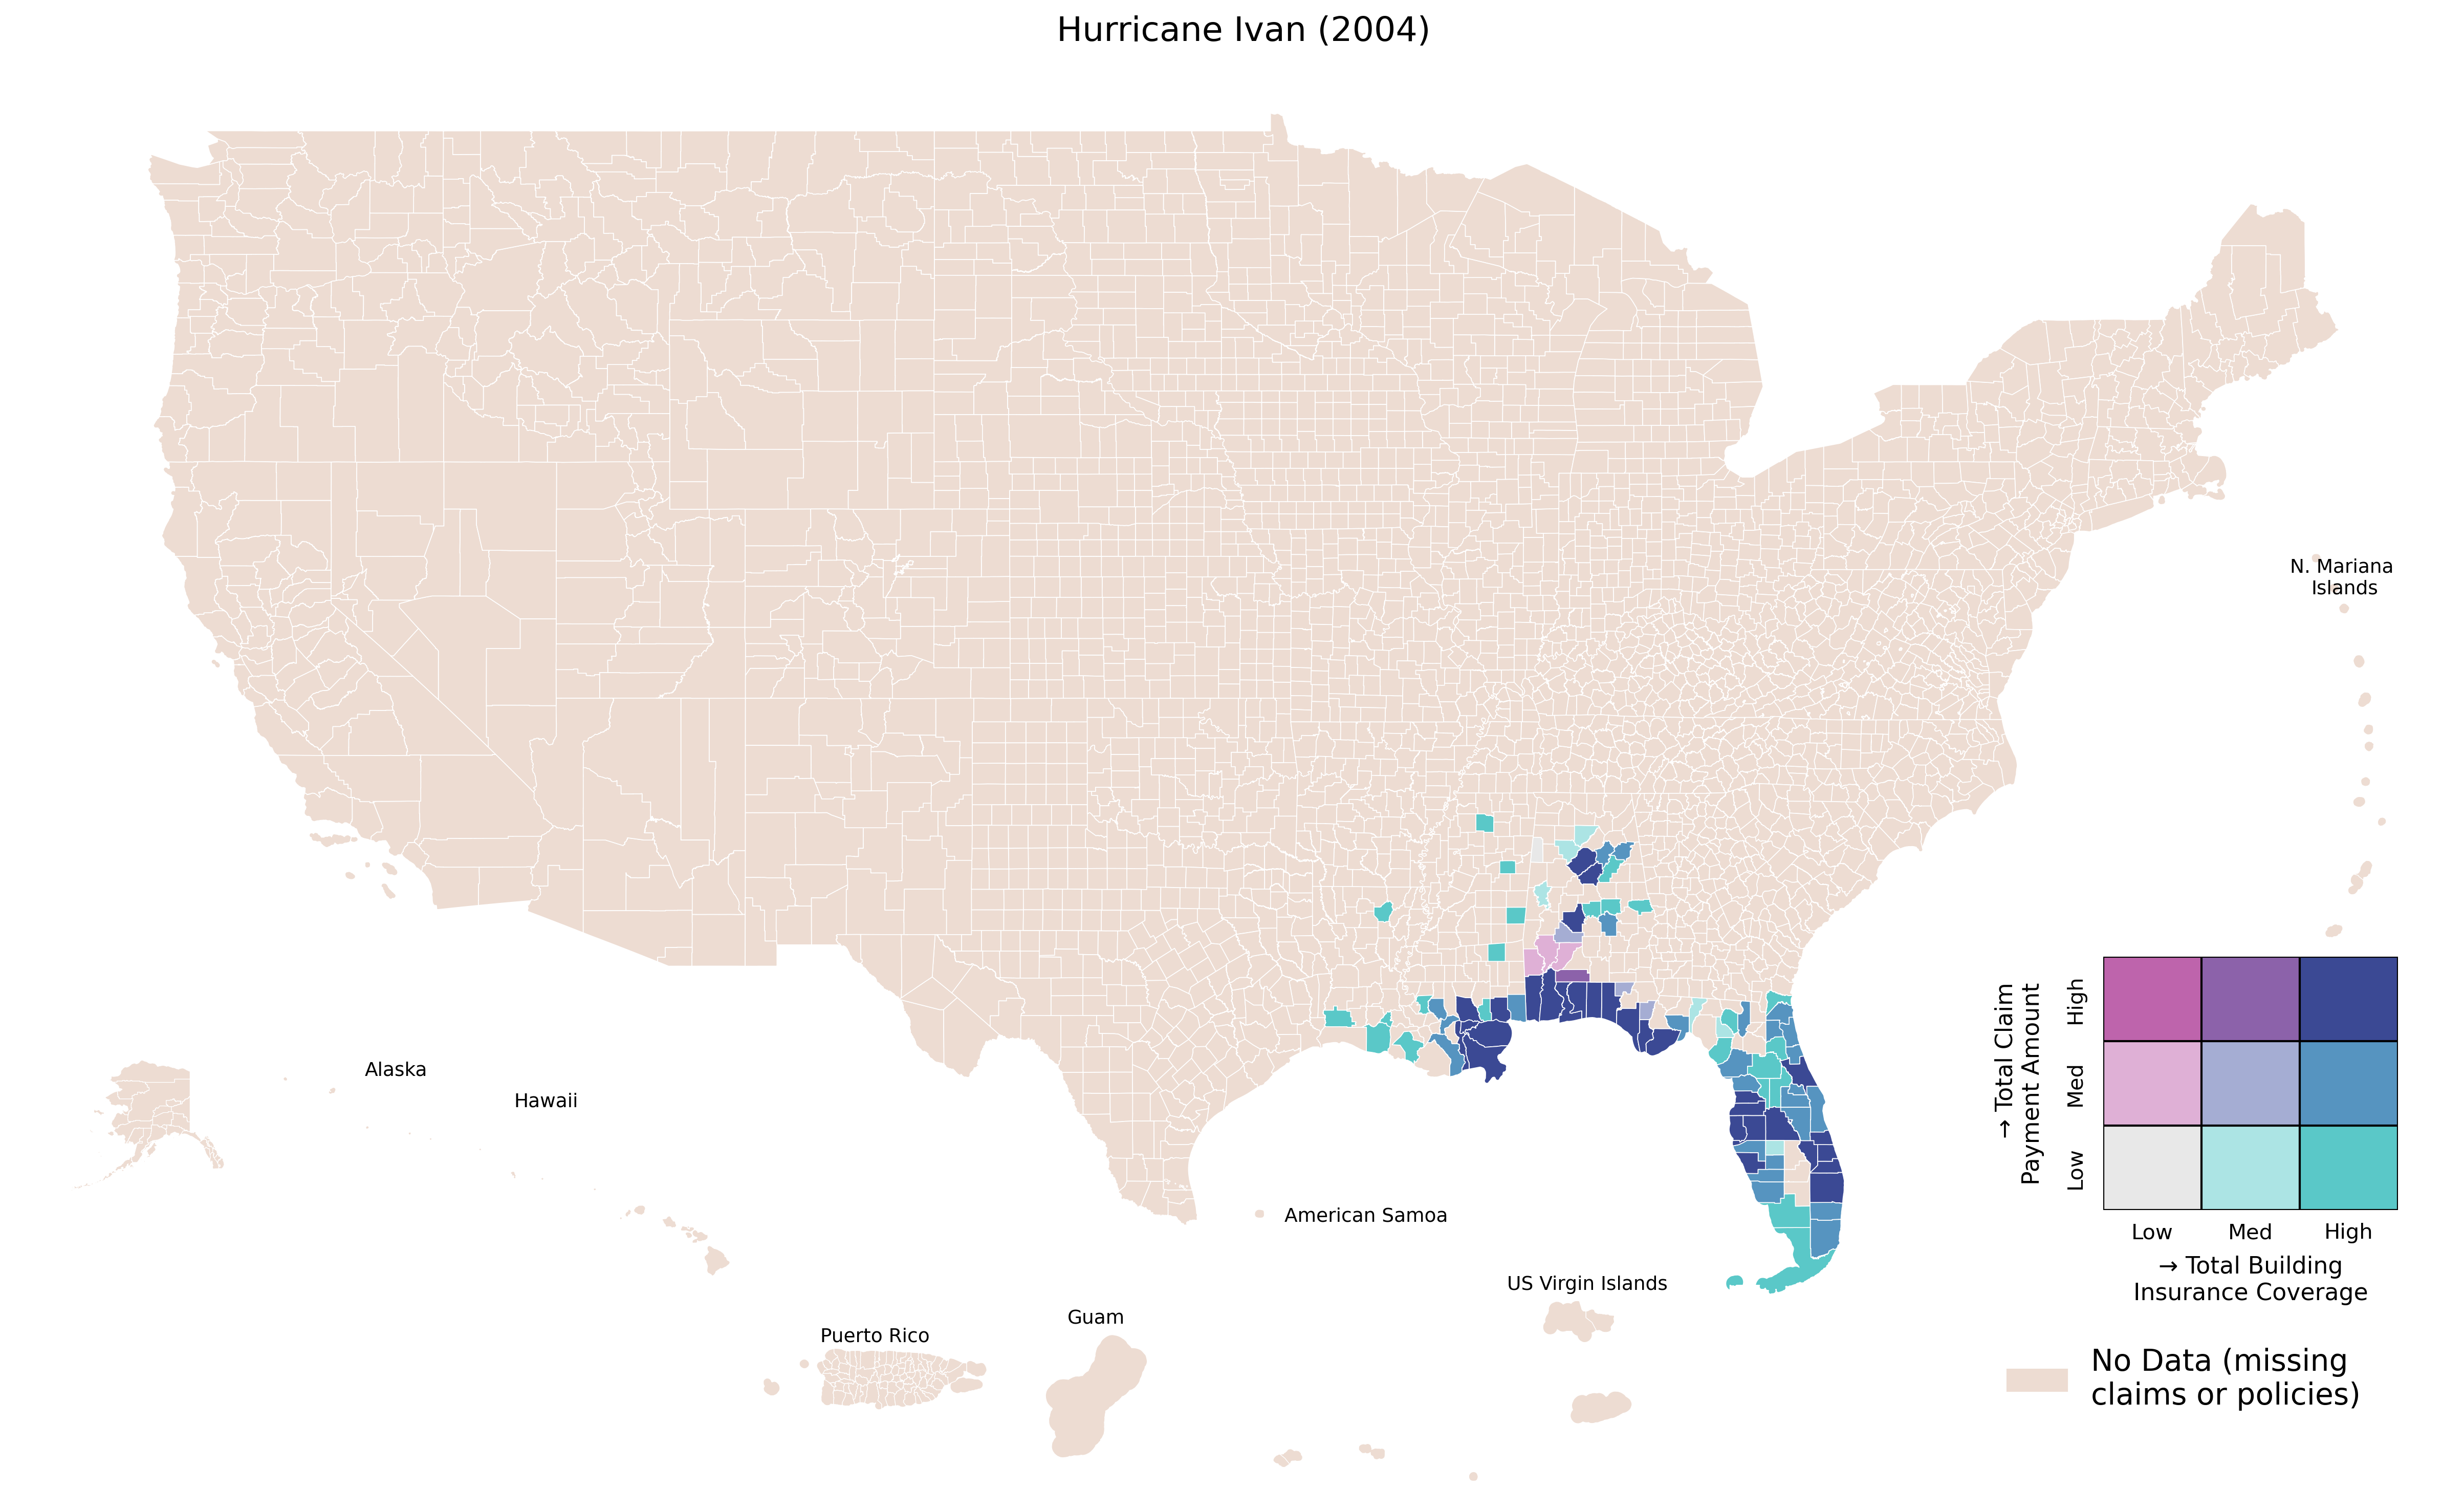 Hurricane Ivan (2004)
N. Mariana
Islands
Alaska
Hawaii
American Samoa
US Virgin Islands
Guam
Puerto Rico
→ Total Claim
Payment Amount
High
Med
Low
Low
Med
High
→ Total Building
Insurance Coverage
No Data (missing
claims or policies)